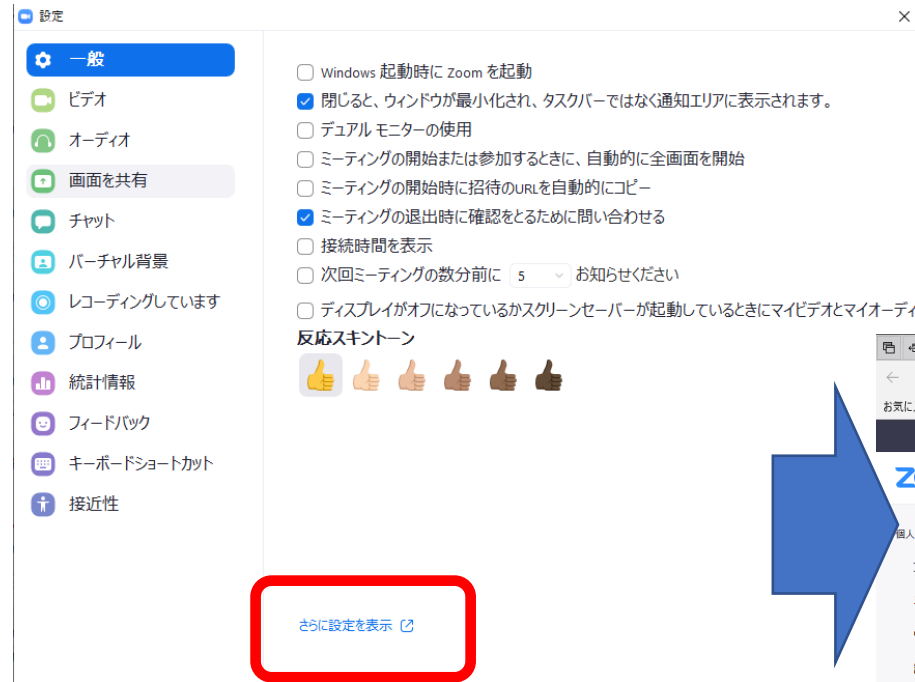 設定
一般
ビデオ
オーディオ
画面を共有
チャット
バーチャル背景
レコーディングしています
プロフィール
統計情報
フィードバック
キーボードショートカット
接近性
Windows 起動時に Zoom を起動
閉じると、ウィンドウが最小化され、タスクバーではなく通知エリアに表示されます。
デュアル モニターの使用
ミーティングの開始または参加するときに、自動的に全画面を開始
ミーティングの開始時に招待のURLを自動的にコピー
ミーティングの退出時に確認をとるために問い合わせる
接続時間を表示
次回ミーティングの数分前に 5 お知らせください
ディスプレイがオフになっているかスクリーンセーバーが起動しているときにマイビデオとマイオーディ
反応スキントーン
さらに設定を表示
お気に
個人